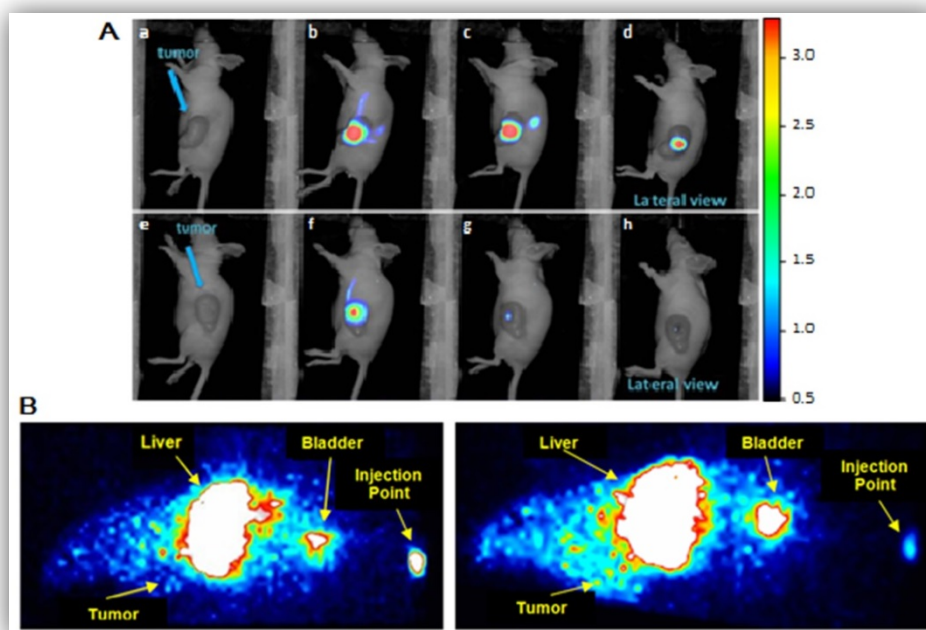 A
a b c d
tumor
3.0
2.5
2.0
1.5
1.0
0.5
La teral view
e f g h
tumor
Lat eral view
B
Liver
Bladder
Injection
Point
Tumor
Liver
Bladder
Injection
Point
Tumor